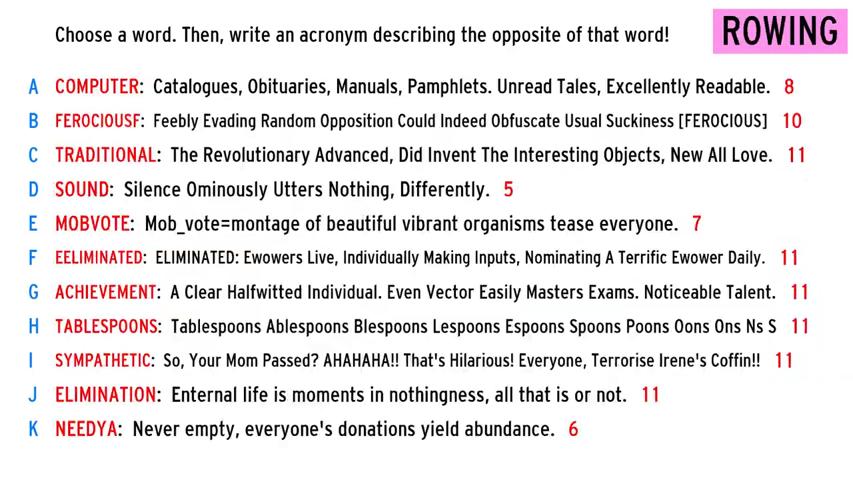 Choose a word. Then, write an acronym describing the opposite of that word!
ROWING
A COMPUTER: Catalogues, Obituaries, Manuals, Pamphlets. Unread Tales, Excellently Readable. 8
B FEROCIOUSF: Feebly Evading Random Opposition Could Indeed Obfuscate Usual Suckiness [FEROCIOUS] 10
C TRADITIONAL: The Revolutionary Advanced, Did Invent The Interesting Objects, New All Love. 11
D SOUND: Silence Ominously Utters Nothing, Differently. 5
E MOBVOTE: Mob_vote=montage of beautiful vibrant organisms tease everyone. 7
F EELIMINATED: ELIMINATED: Ewowers Live, Individually Making Inputs, Nominating A Terrific Ewower Daily. 11
G ACHIEVEMENT: A Clear Halfwitted Individual. Even Vector Easily Masters Exams. Noticeable Talent. 11
H TABLESPOONS: Tablespoons Ablespoons Blespoons Lespoons Espoons Spoons Poons Oons Ons Ns S 11
I SYMPATHETIC: So, Your Mom Passed? AHAHAHA!! That's Hilarious! Everyone, Terrorise Irene's Coffin!! 11
J ELIMINATION: Enternal life is moments in nothingness, all that is or not. 11
K NEEDYA: Never empty, everyone's donations yield abundance. 6